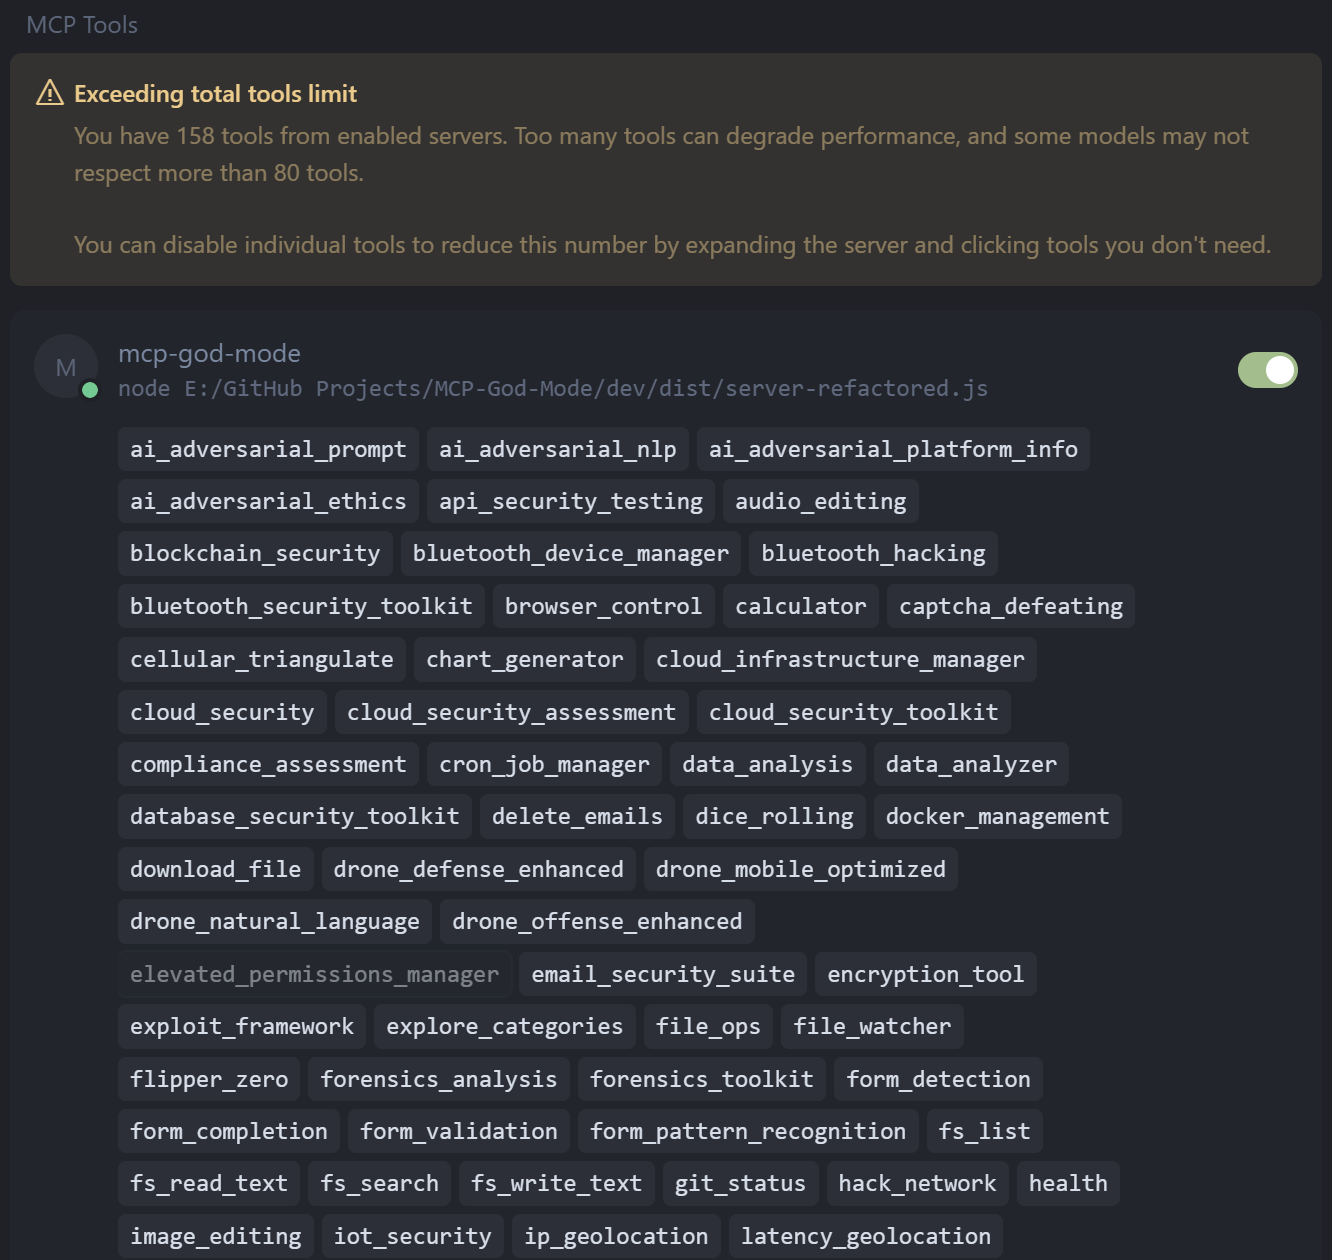 MCP Tools
Exceeding total tools limit
You have 158 tools from enabled servers. Too many tools can degrade performance, and some models may not
respect more than 80 tools.
You can disable individual tools to reduce this number by expanding the server and clicking tools you don't need.
M
mcp-god-mode
node E:/GitHub Projects/MCP-God-Mode/dev/dist/server-refactored.js
ai_adversarial_prompt ai_adversarial_nlp ai_adversarial_platform_info
ai_adversarial_ethics api_security_testing audio_editing
blockchain_security bluetooth_device_manager bluetooth_hacking
bluetooth_security_toolkit browser_control calculator captcha_defeating
cellular_triangulate chart_generator cloud_infrastructure_manager
cloud_security cloud_security_assessment cloud_security_toolkit
compliance_assessment cron_job_manager data_analysis data_analyzer
database_security_toolkit delete_emails dice_rolling docker_management
download_file drone_defense_enhanced drone_mobile_optimized
drone_natural_language drone_offense_enhanced
elevated_permissions_manager email_security_suite encryption_tool
exploit_framework explore_categories file_ops file_watcher
flipper_zero forensics_analysis forensics_toolkit form_detection
form_completion form_validation form_pattern_recognition fs_list
fs_read_text fs_search fs_write_text git_status hack_network health
image_editing iot_security ip_geolocation latency_geolocation